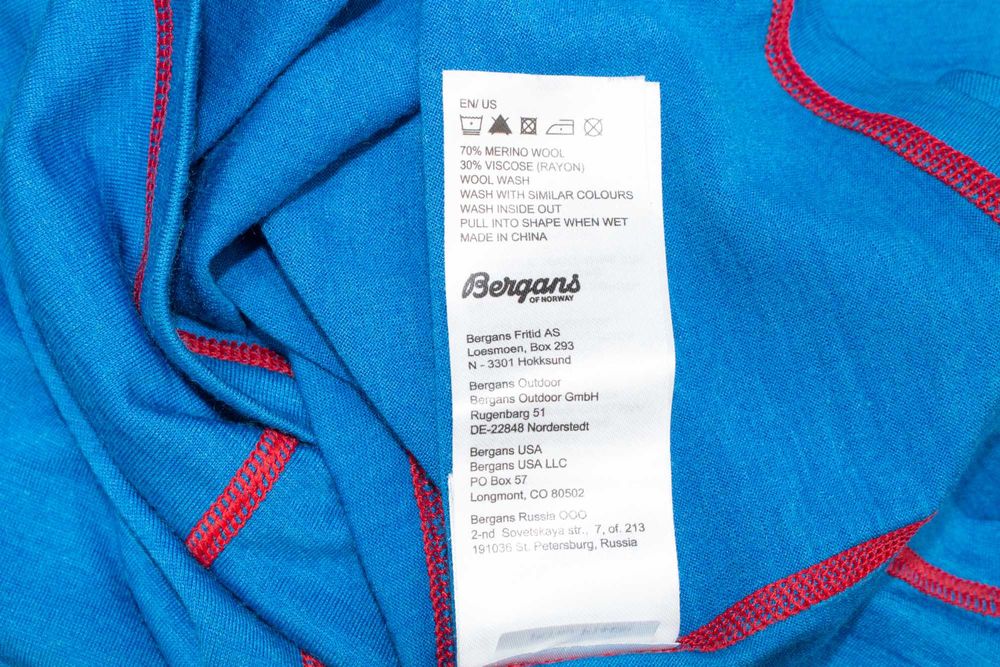 EN/ US
70% MERINO WOOL
30% VISCOSE (RAYON)
WOOL WASH
WASH WITH SIMILAR COLOURS
WASH INSIDE OUT
PULL INTO SHAPE WHEN WET
MADE IN CHINA
Bergans
OF NORWAY
Bergans Fritid AS
Loesmoen, Box 293
N - 3301 Hokksund
Bergans Outdoor
Bergans Outdoor GmbH
Rugenbarg 51
DE-22848 Norderstedt
Bergans USA
Bergans USA LLC
PO Box 57
Longmont, CO 80502
Bergans Russia OOO
2-nd Sovetskaya str., 7, of. 213
191036 St. Petersburg, Russia